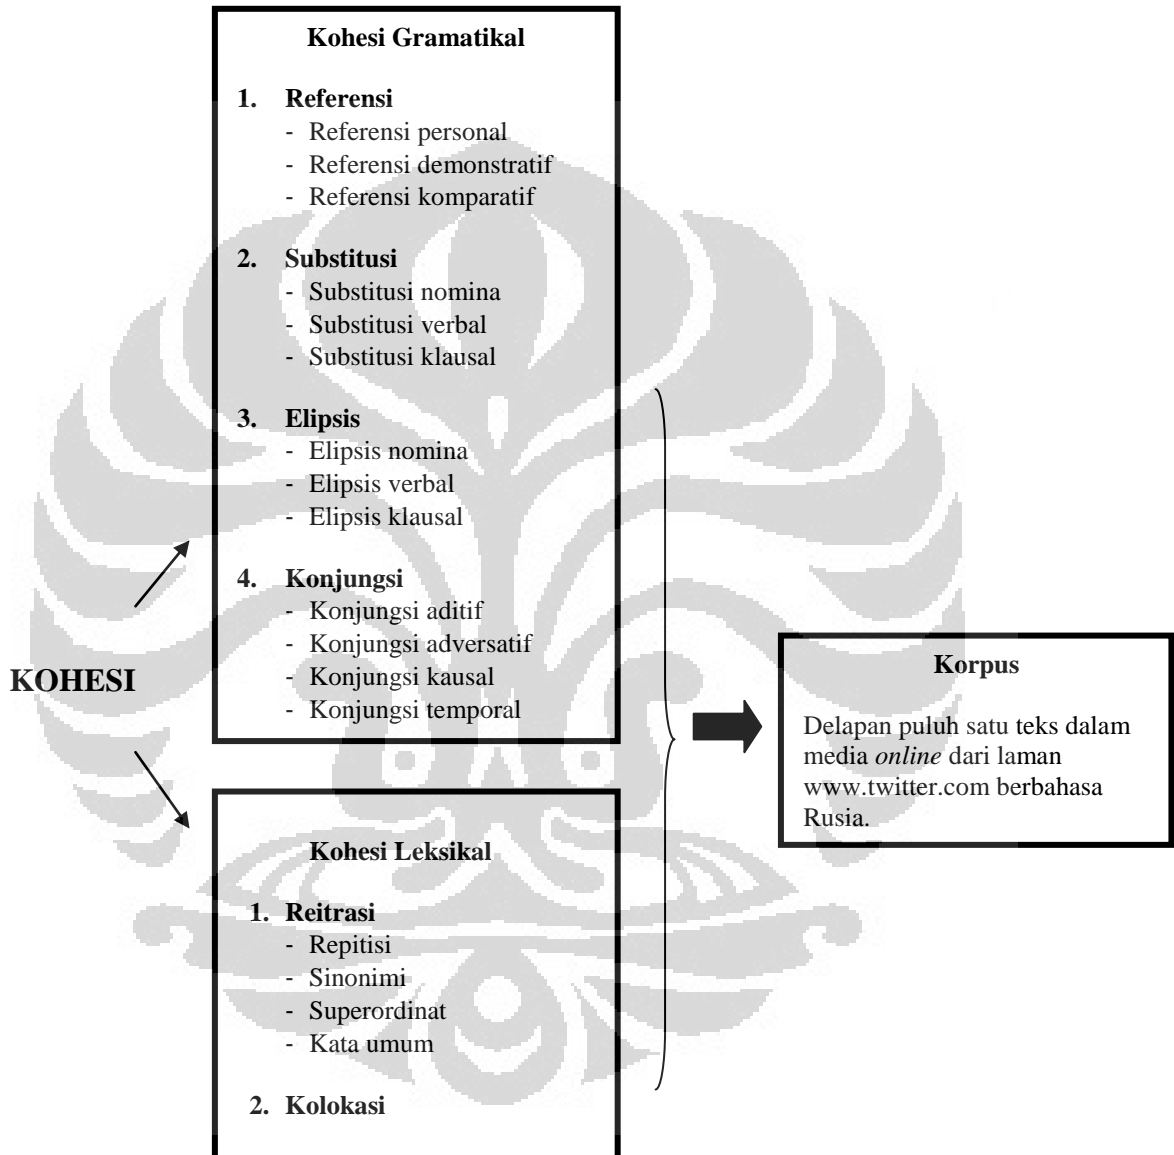 Kohesi Gramatikal
1. Referensi
- Referensi personal
- Referensi demonstratif
- Referensi komparatif
2. Substitusi
- Substitusi nomina
- Substitusi verbal
- Substitusi klausal
3. Elipsis
- Elipsis nomina
- Elipsis verbal
- Elipsis klausal
4. Konjungsi
- Konjungsi aditif
- Konjungsi adversatif
- Konjungsi kausal
- Konjungsi temporal
KOHESI
Kohesi Leksikal
1. Reitrasi
- Repitisi
- Sinonimi
- Superordinat
- Kata umum
2. Kolokasi
Korpus
Delapan puluh satu teks dalam
media online dari laman
www.twitter.com berbahasa
Rusia.